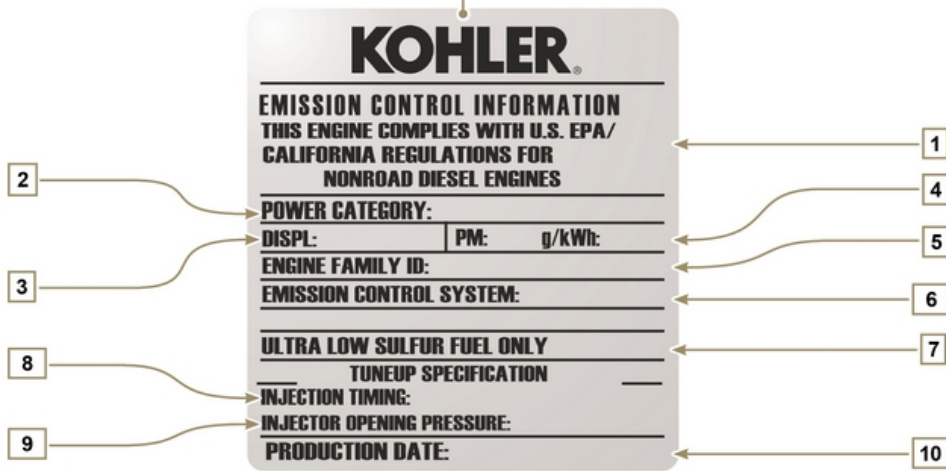 KOHLER®
EMISSION CONTROL INFORMATION
THIS ENGINE COMPLIES WITH U.S. EPA/
CALIFORNIA REGULATIONS FOR
NONROAD DIESEL ENGINES
1
2
4
POWER CATEGORY:
DISPL: PM: g/kWh:
5
ENGINE FAMILY ID:
3
EMISSION CONTROL SYSTEM:
6
ULTRA LOW SULFUR FUEL ONLY
7
8
TUNEUP SPECIFICATION
INJECTION TIMING:
INJECTOR OPENING PRESSURE:
9
PRODUCTION DATE:
10